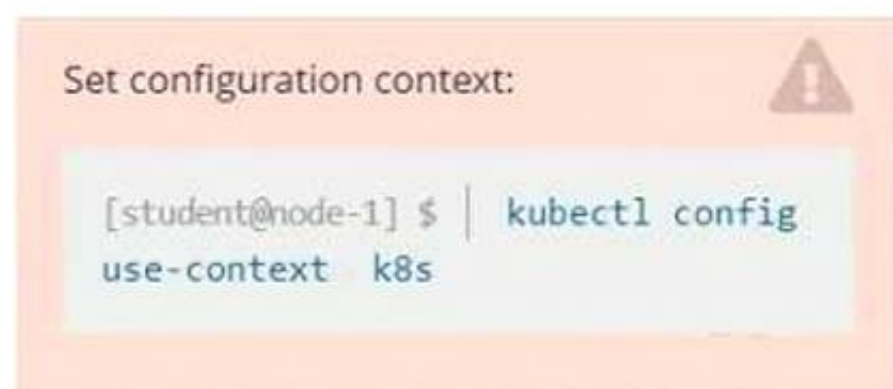 Set configuration context:
[student@node-1] $ | kubectl config
use-context k8s